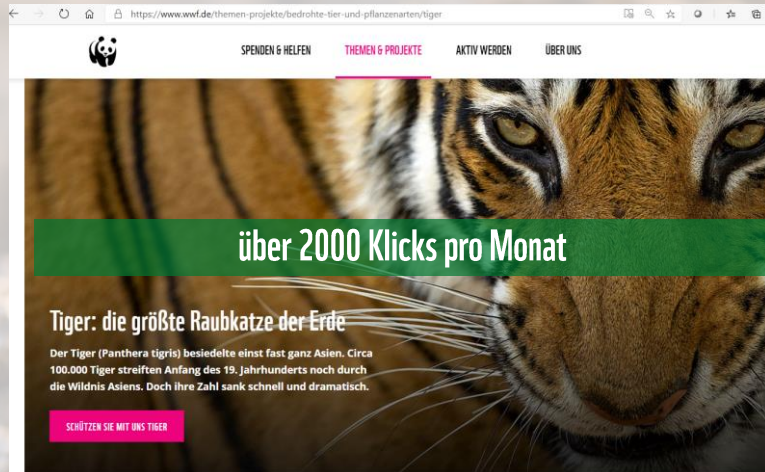 https://www.wwf.de/themen-projekte/bedrohte-tier-und-pflanzenarten/tiger
SPENDEN & HELFEN THEMEN & PROJEKTE AKTIV WERDEN ÜBER UNS
über 2000 Klicks pro Monat
Tiger: die größte Raubkatze der Erde
Der Tiger (Panthera tigris) besiedelte einst fast ganz Asien. Circa
100.000 Tiger streiften Anfang des 19. Jahrhunderts noch durch
die Wildnis Asiens. Doch ihre Zahl sank schnell und dramatisch.
SCHÜTZEN SIE MIT UNS TIGER